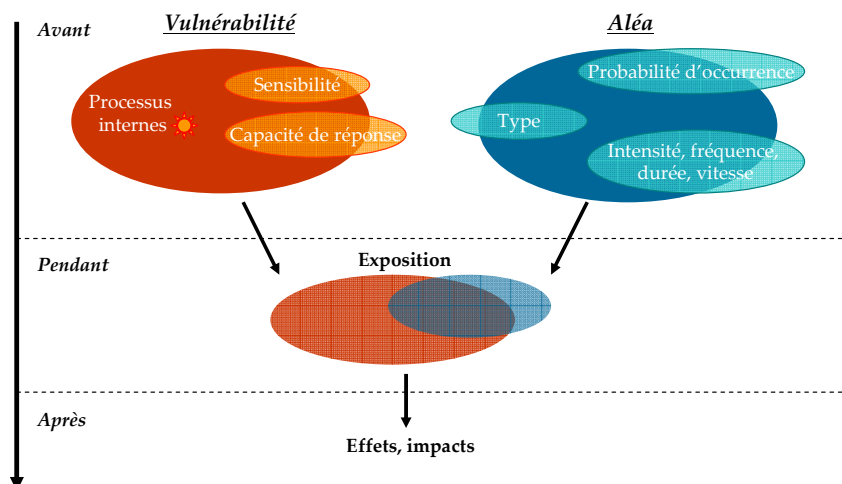 Avant
Vulnérabilité
Aléa
Processus
internes
Sensibilité
Capacité de réponse
Probabilité d'occurrence
Type
Intensité, fréquence,
durée, vitesse
Pendant
Exposition
Après
Effets, impacts